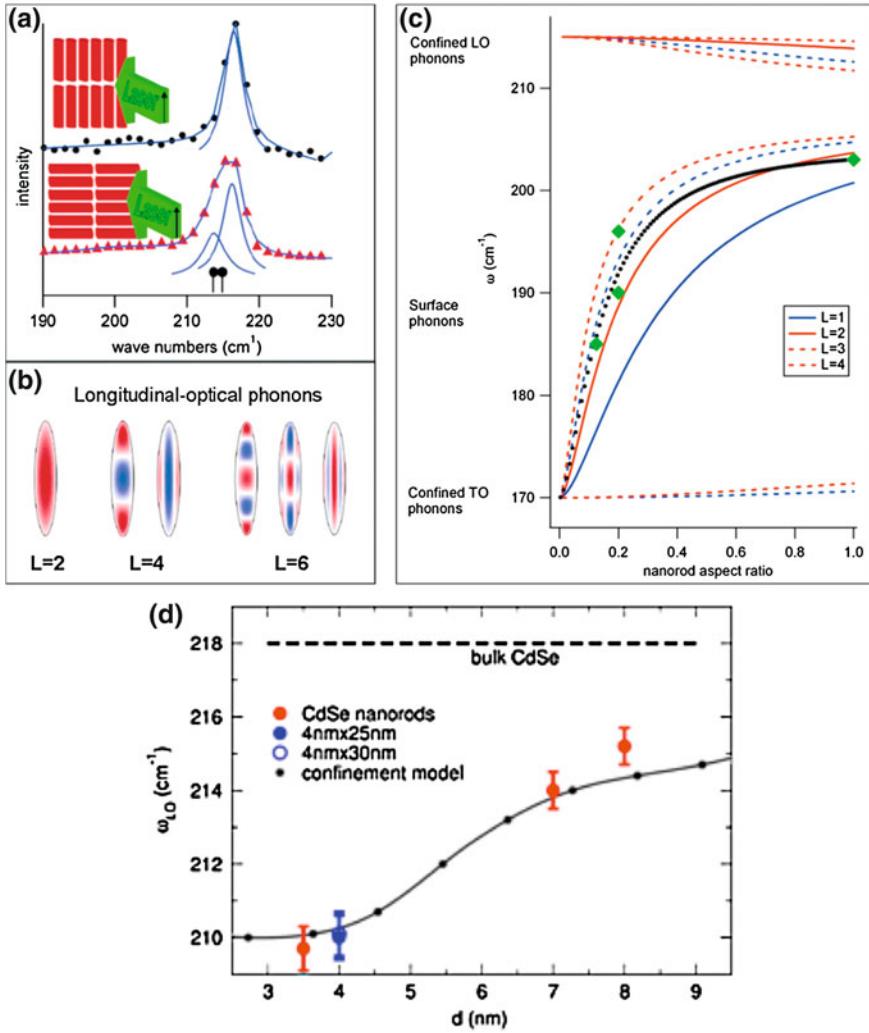 (a)
Laser
Laser
intensity
190 200 210 220 230
wave numbers (cm¹)
(b)
Longitudinal-optical phonons
L=2 L=4 L=6
(c)
Confined LO
phonons
Surface
phonons
Confined TO
phonons
ω (cm⁻¹)
210
200
190
180
170
L=1
L=2
L=3
L=4
0.0 0.2 0.4 0.6 0.8 1.0
nanorod aspect ratio
(d)
218
216
214
212
210
ω_LO (cm⁻¹)
bulk CdSe
CdSe nanorods
4nmx25nm
4nmx30nm
confinement model
3 4 5 6 7 8 9
d (nm)